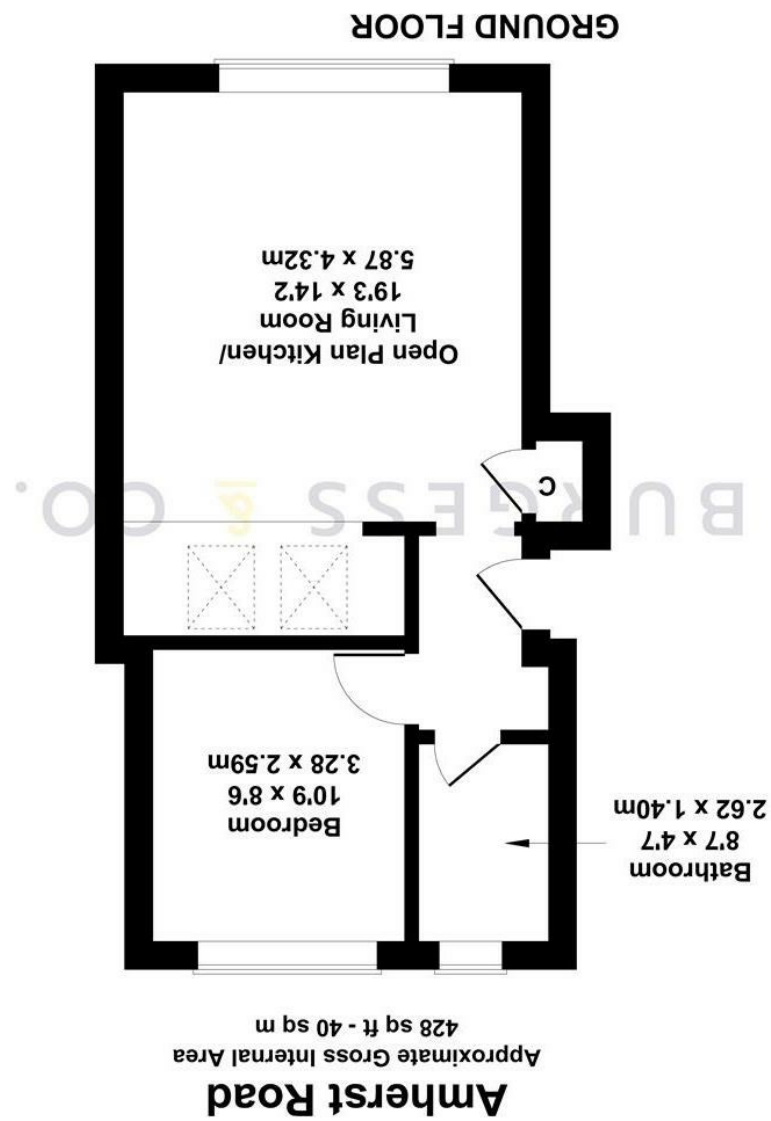 Amherst Road
Approximate Gross Internal Area
428 sq ft - 40 sq m
Bathroom
8'7 x 4'7
2.62 x 1.40m
Bedroom
10'9 x 8'6
3.28 x 2.59m
BURGESS & CO.
C
Open Plan Kitchen/
Living Room
19'3 x 14'2
5.87 x 4.32m
GROUND FLOOR